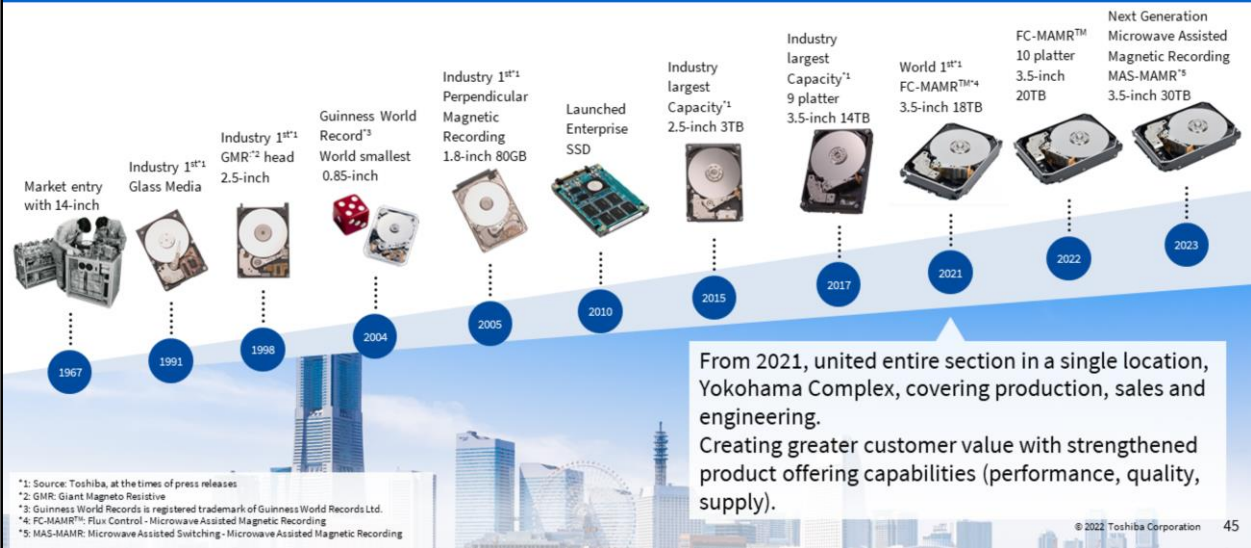 Market entry
with 14-inch
Industry 1st*1
Glass Media
Industry 1st*1
GMR:*2 head
2.5-inch
Guinness World
Record*3
World smallest
0.85-inch
Industry 1st*1
Perpendicular
Magnetic
Recording
1.8-inch 80GB
Launched
Enterprise
SSD
Industry
largest
Capacity*1
2.5-inch 3TB
Industry
largest
Capacity*1
9 platter
3.5-inch 14TB
World 1st*1
FC-MAMR™*4
3.5-inch 18TB
FC-MAMR™
10 platter
3.5-inch
20TB
Next Generation
Microwave Assisted
Magnetic Recording
MAS-MAMR*5
3.5-inch 30TB
1967
1991
1998
2004
2005
2010
2015
2017
2021
2022
2023
From 2021, united entire section in a single location,
Yokohama Complex, covering production, sales and
engineering.
Creating greater customer value with strengthened
product offering capabilities (performance, quality,
supply).
*1: Source: Toshiba, at the times of press releases
*2: GMR: Giant Magneto Resistive
*3: Guinness World Records is registered trademark of Guinness World Records Ltd.
*4: FC-MAMR™: Flux Control - Microwave Assisted Magnetic Recording
*5: MAS-MAMR: Microwave Assisted Switching - Microwave Assisted Magnetic Recording
© 2022 Toshiba Corporation 45